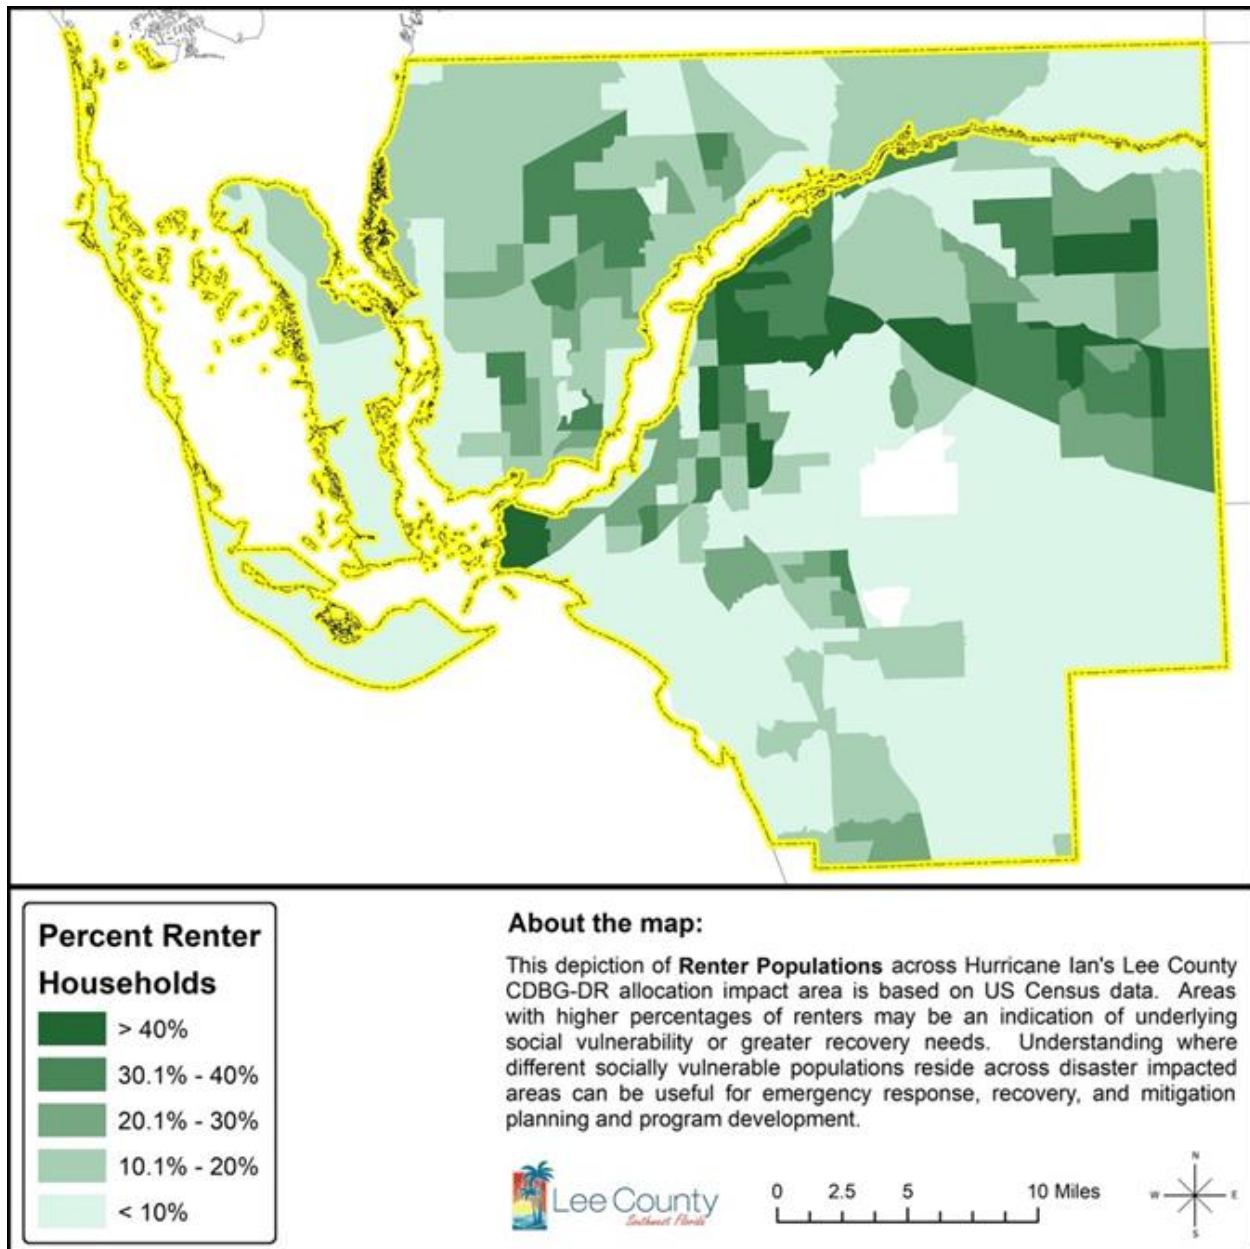 Percent Renter
Households
> 40%
30.1% - 40%
20.1% - 30%
10.1% - 20%
< 10%
About the map:
This depiction of Renter Populations across Hurricane Ian's Lee County
CDBG-DR allocation impact area is based on US Census data. Areas
with higher percentages of renters may be an indication of underlying
social vulnerability or greater recovery needs. Understanding where
different socially vulnerable populations reside across disaster impacted
areas can be useful for emergency response, recovery, and mitigation
planning and program development.
Lee County
Southwest Florida
0 2.5 5 10 Miles
N
W E
S